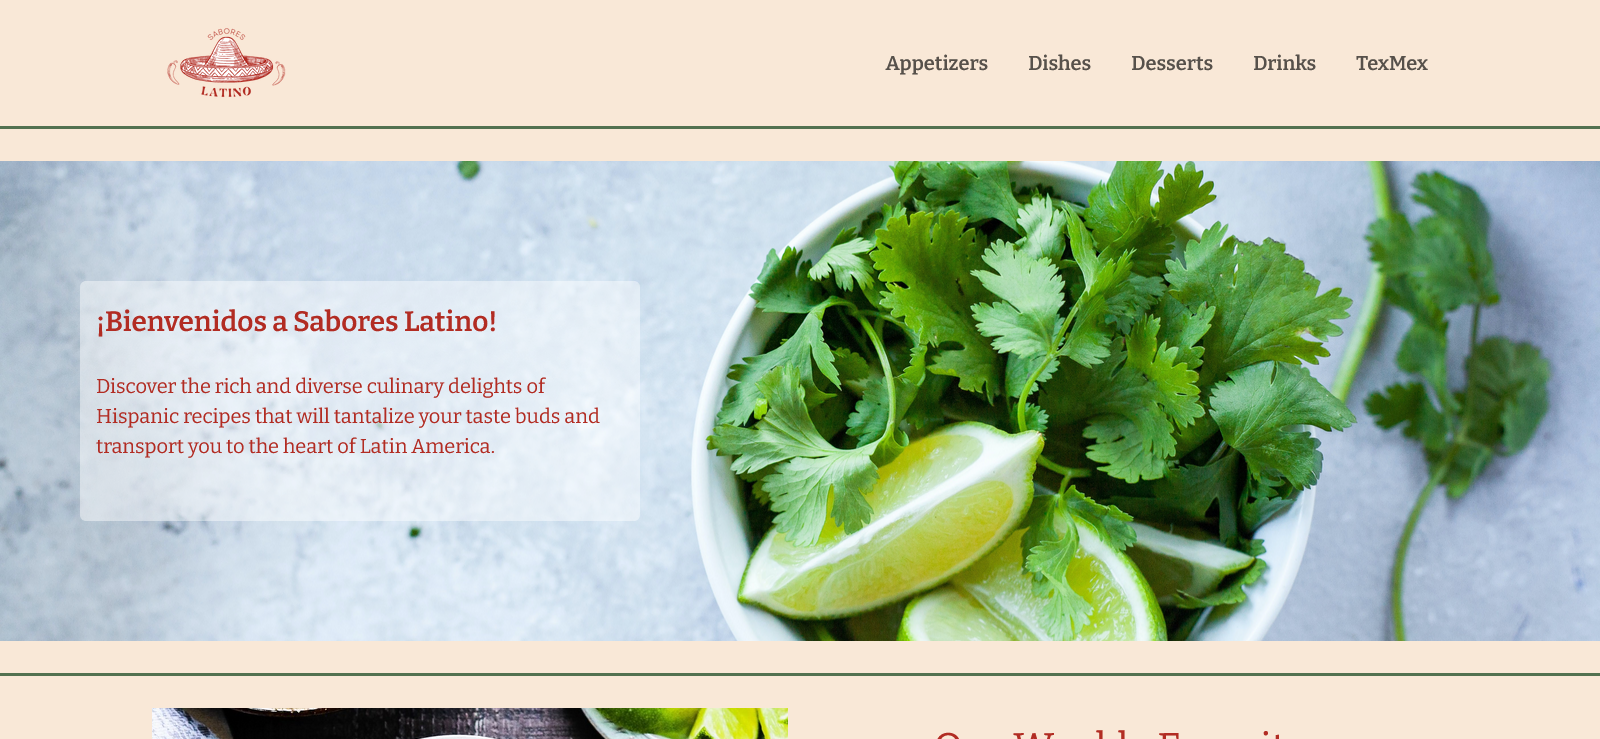 SABORES
LATINO
Appetizers Dishes Desserts Drinks TexMex
¡Bienvenidos a Sabores Latino!
Discover the rich and diverse culinary delights of
Hispanic recipes that will tantalize your taste buds and
transport you to the heart of Latin America.